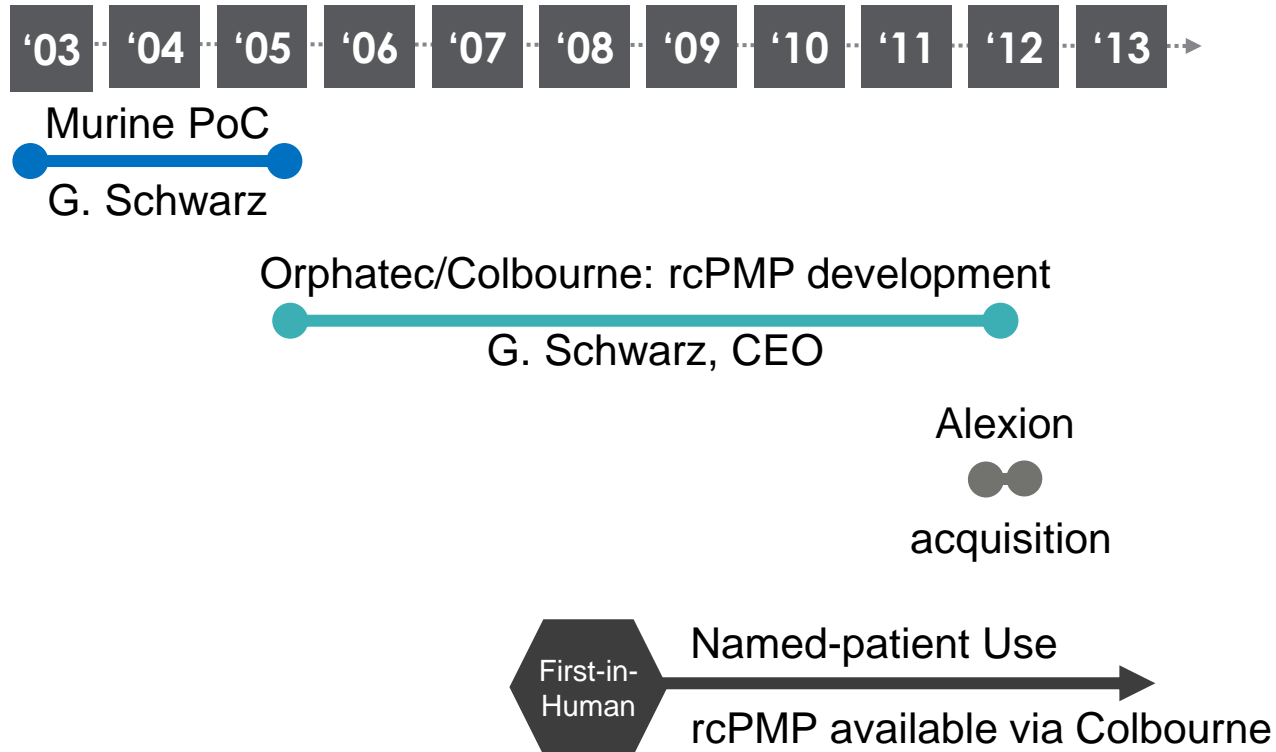 ‘03 ‘04 ‘05 ‘06 ‘07 ‘08 ‘09 ‘10 ‘11 ‘12 ‘13
Murine PoC
G. Schwarz
Orphatec/Colbourne: rcPMP development
G. Schwarz, CEO
Alexion
acquisition
First-in-
Human
Named-patient Use
rcPMP available via Colbourne